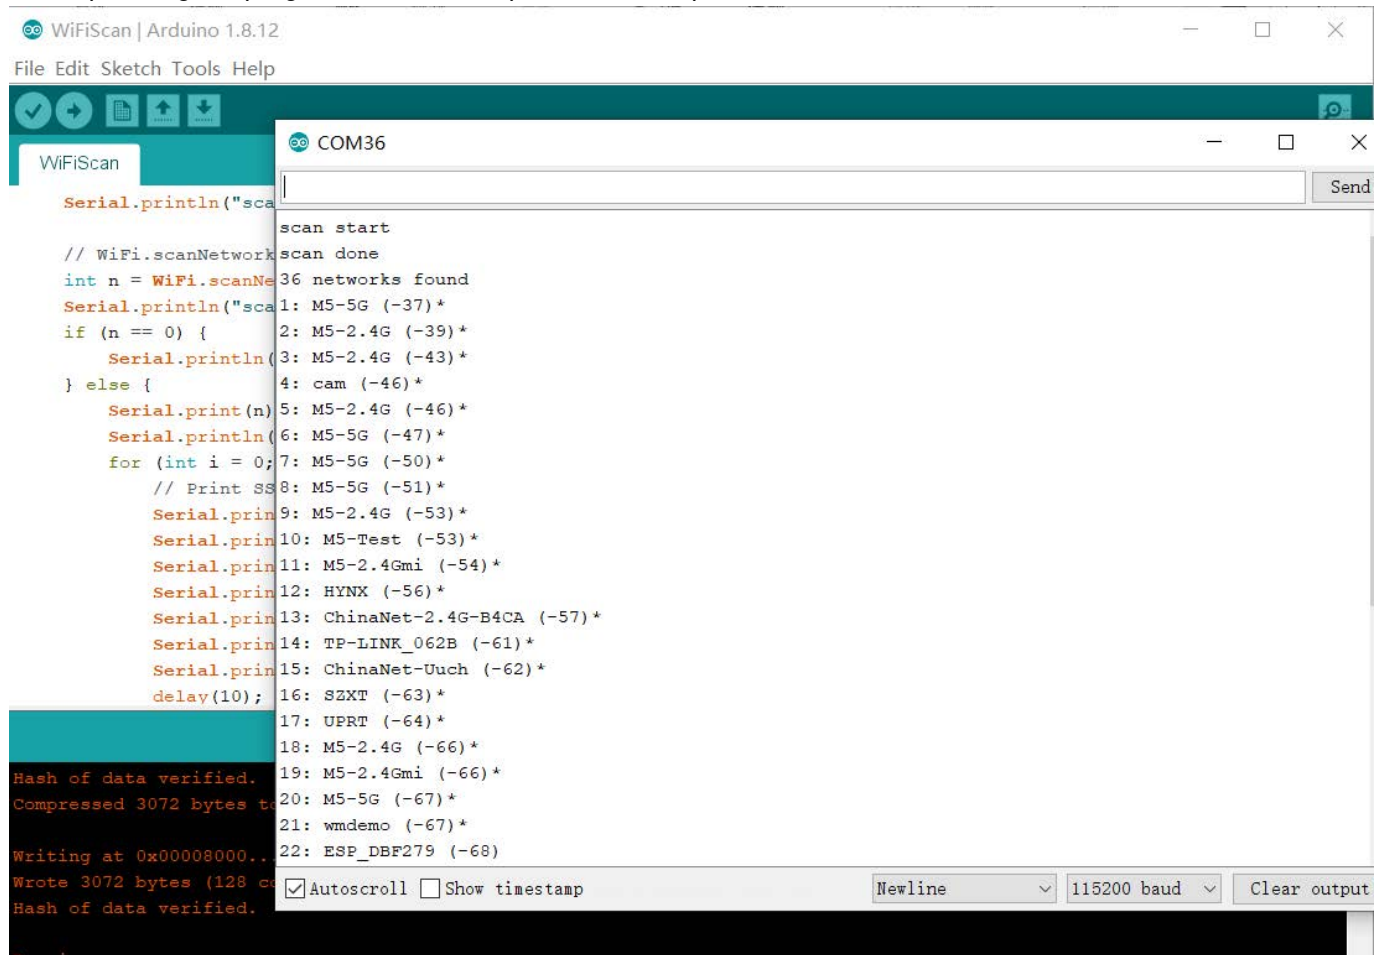 WiFiScan | Arduino 1.8.12
File Edit Sketch Tools Help
WiFiScan
Serial.println("sca
// WiFi.scanNetwork
int n = WiFi.scanNe
Serial.println("sca
if (n == 0) {
Serial.println(
} else {
Serial.print(n)
Serial.println(
for (int i = 0;
// Print SS
Serial.prin
Serial.prin
Serial.prin
Serial.prin
Serial.prin
Serial.prin
Serial.prin
delay(10);
Hash of data verified.
Compressed 3072 bytes to
Writing at 0x00008000..
Wrote 3072 bytes (128 co
Hash of data verified.
COM36
Send
scan start
scan done
36 networks found
1: M5-5G (-37)*
2: M5-2.4G (-39)*
3: M5-2.4G (-43)*
4: cam (-46)*
5: M5-2.4G (-46)*
6: M5-5G (-47)*
7: M5-5G (-50)*
8: M5-5G (-51)*
9: M5-2.4G (-53)*
10: M5-Test (-53)*
11: M5-2.4Gmi (-54)*
12: HYNX (-56)*
13: ChinaNet-2.4G-B4CA (-57)*
14: TP-LINK_062B (-61)*
15: ChinaNet-Uuch (-62)*
16: SZXT (-63)*
17: UPRT (-64)*
18: M5-2.4G (-66)*
19: M5-2.4Gmi (-66)*
20: M5-5G (-67)*
21: wmdemo (-67)*
22: ESP_DBF279 (-68)
Autoscroll Show timestamp Newline 115200 baud Clear output